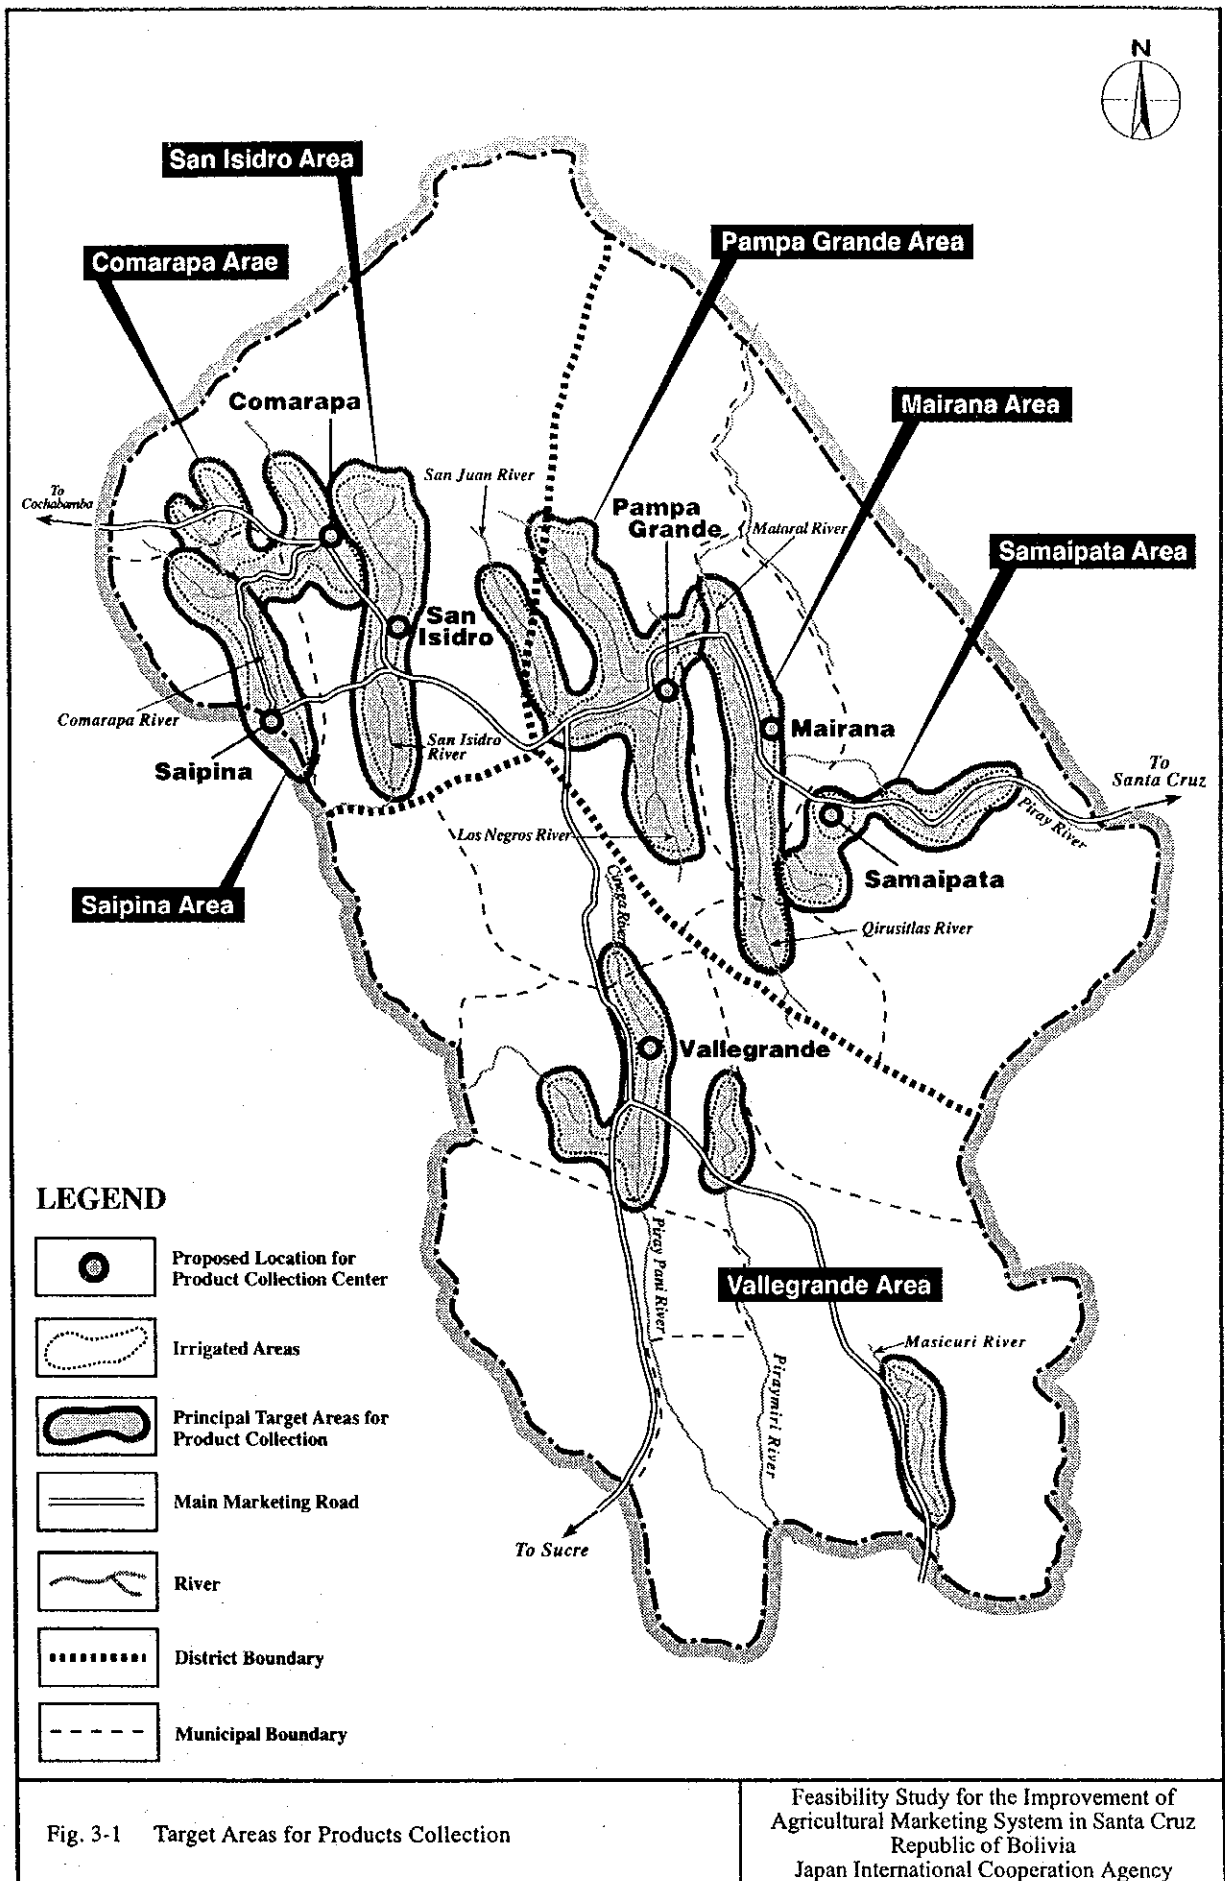 N
San Isidro Area
Pampa Grande Area
Comarapa Arae
Comarapa
Mairana Area
San Juan River
To
Cochabamba
Pampa
Grande
Mataral River
Samaipata Area
San
Isidro
Comarapa River
San Isidro
River
Mairana
Saipina
To
Santa Cruz
Piray River
Los Negros River
Samaipata
Saipina Area
Cinega River
Qirusitlas River
Vallegrande
LEGEND
Proposed Location for
Product Collection Center
Piray Pani River
Vallegrande Area
Irrigated Areas
Masicuri River
Piraymiri River
Principal Target Areas for
Product Collection
Main Marketing Road
To Sucre
River
District Boundary
Municipal Boundary
Fig. 3-1 Target Areas for Products Collection
Feasibility Study for the Improvement of
Agricultural Marketing System in Santa Cruz
Republic of Bolivia
Japan International Cooperation Agency